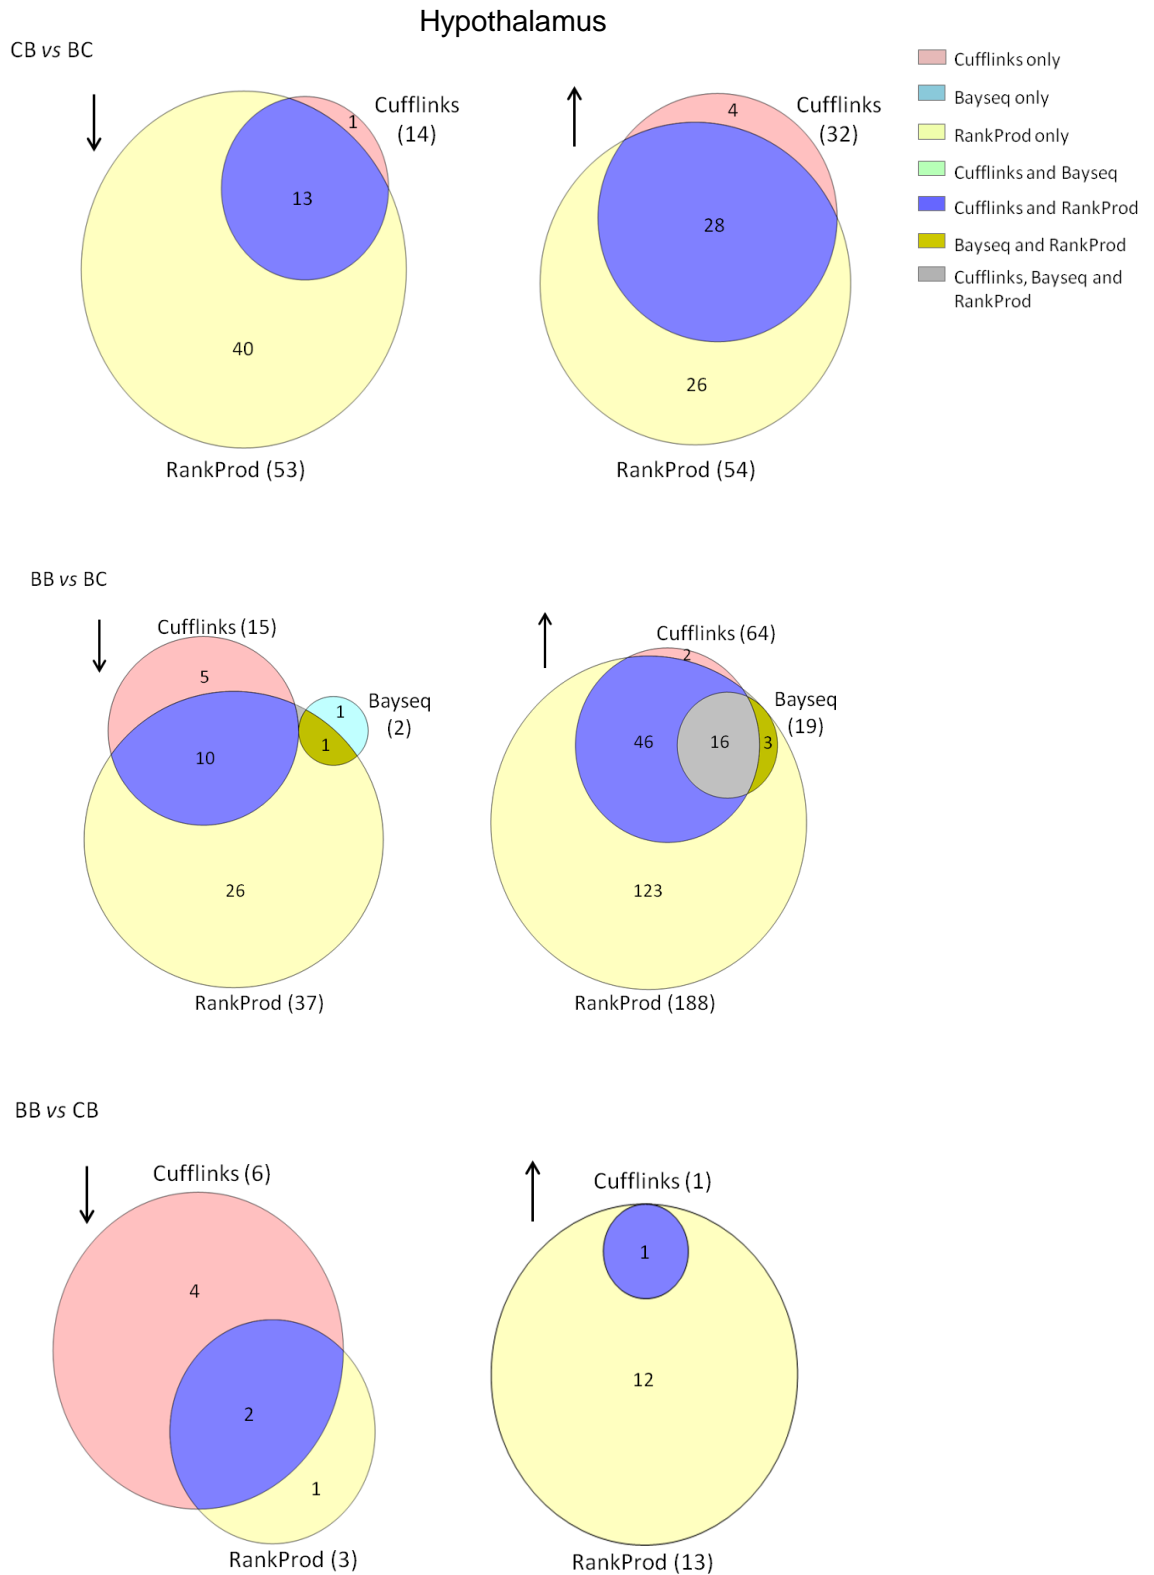 Hypothalamus
CB vs BC
Cufflinks only
Bayseq only
RankProd only
Cufflinks and Bayseq
Cufflinks and RankProd
Bayseq and RankProd
Cufflinks, Bayseq and
RankProd
↓
1
Cufflinks
(14)
13
40
RankProd (53)
↑
4
Cufflinks
(32)
28
26
RankProd (54)
BB vs BC
↓
Cufflinks (15)
5
Bayseq
(2)
1
1
10
26
RankProd (37)
↑
Cufflinks (64)
2
Bayseq
(19)
46
16
3
123
RankProd (188)
BB vs CB
↓
Cufflinks (6)
4
2
1
RankProd (3)
↑
Cufflinks (1)
1
12
RankProd (13)